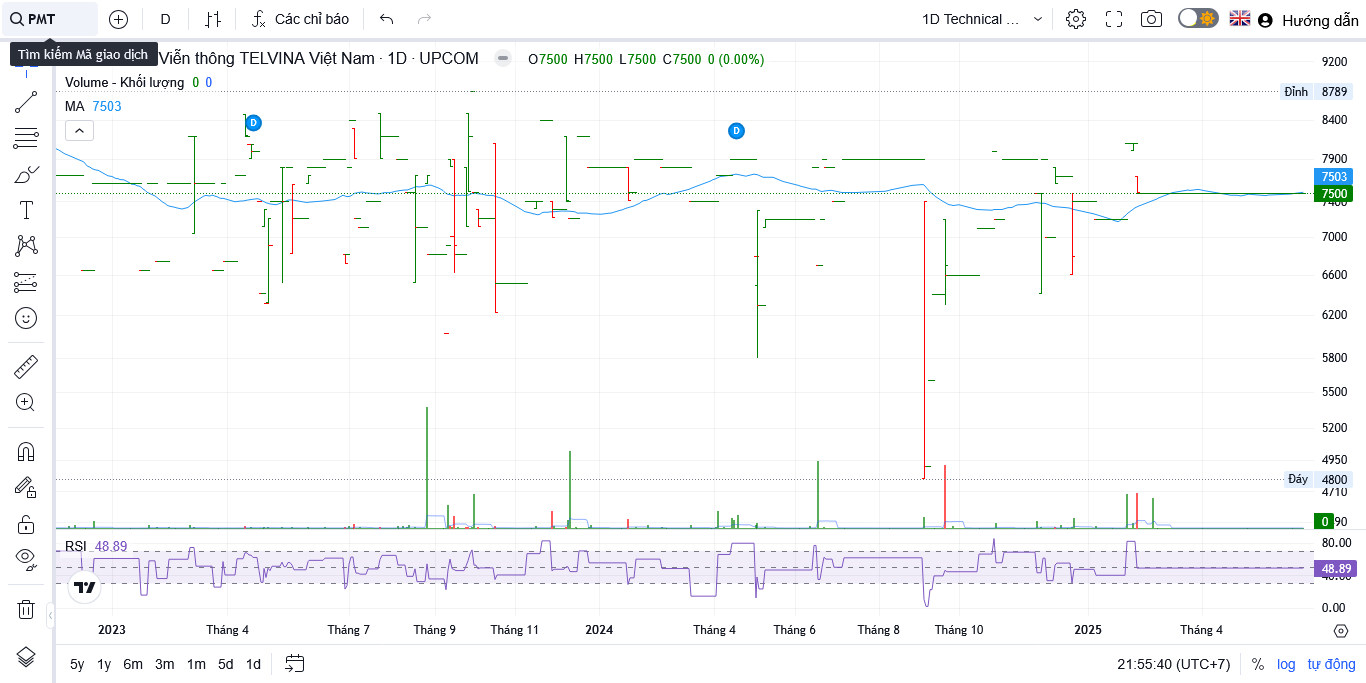 PMT
D
Các chỉ báo
1D Technical ...
Hướng dẫn
Tìm kiếm Mã giao dịch
Viễn thông TELVINA Việt Nam · 1D · UPCOM
O7500 H7500 L7500 C7500 0 (0.00%)
Volume - Khối lượng 0 0
MA 7503
D
D
9200
Đỉnh 8789
8400
7900
7503
7500
7400
7000
6600
6200
5800
5500
5200
4950
Đáy 4800
4710
0
90
RSI 48.89
80.00
48.89
40.00
0.00
2023 Tháng 4 Tháng 7 Tháng 9 Tháng 11 2024 Tháng 4 Tháng 6 Tháng 8 Tháng 10 2025 Tháng 4
5y 1y 6m 3m 1m 5d 1d
21:55:40 (UTC+7) % log tự động